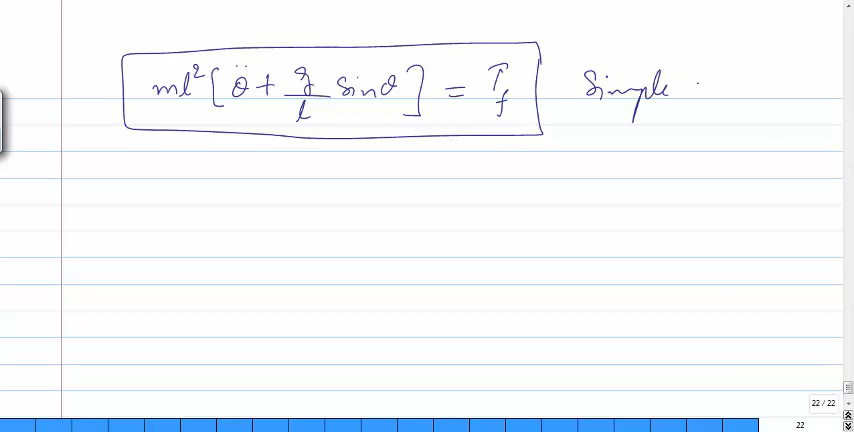 ml²[ θ̈ + g/l sinθ ] = τ_f Simple
22 / 22
22